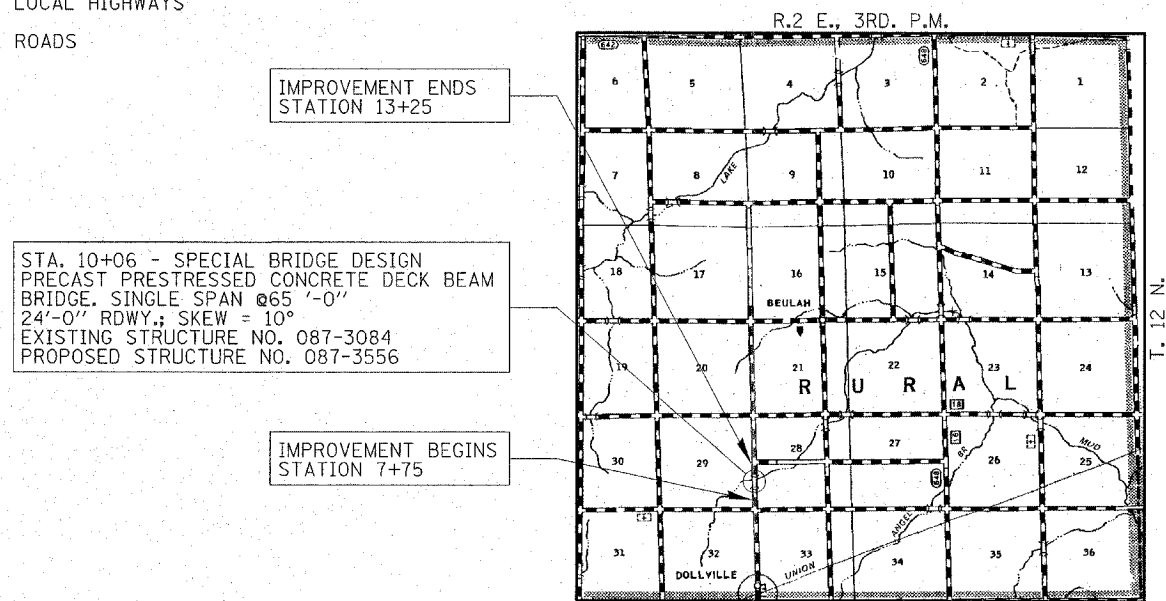 LOCAL HIGHWAYS
ROADS
IMPROVEMENT ENDS
STATION 13+25
STA. 10+06 - SPECIAL BRIDGE DESIGN
PRECAST PRESTRESSED CONCRETE DECK BEAM
BRIDGE. SINGLE SPAN @65 '-0"
24'-0" RDWY.; SKEW = 10°
EXISTING STRUCTURE NO. 087-3084
PROPOSED STRUCTURE NO. 087-3556
IMPROVEMENT BEGINS
STATION 7+75
R.2 E., 3RD. P.M.
T. 12 N.
642
6 5 4 3 2 1
7 8 LAKE 9 10 11 12
18 17 16 15 14 13
BEULAH
19 20 21 22 23 24
R U R A L
18
30 29 28 27 26 25
BR
MUD
ANGEL
31 32 33 34 35 36
DOLLVILLE
UNION